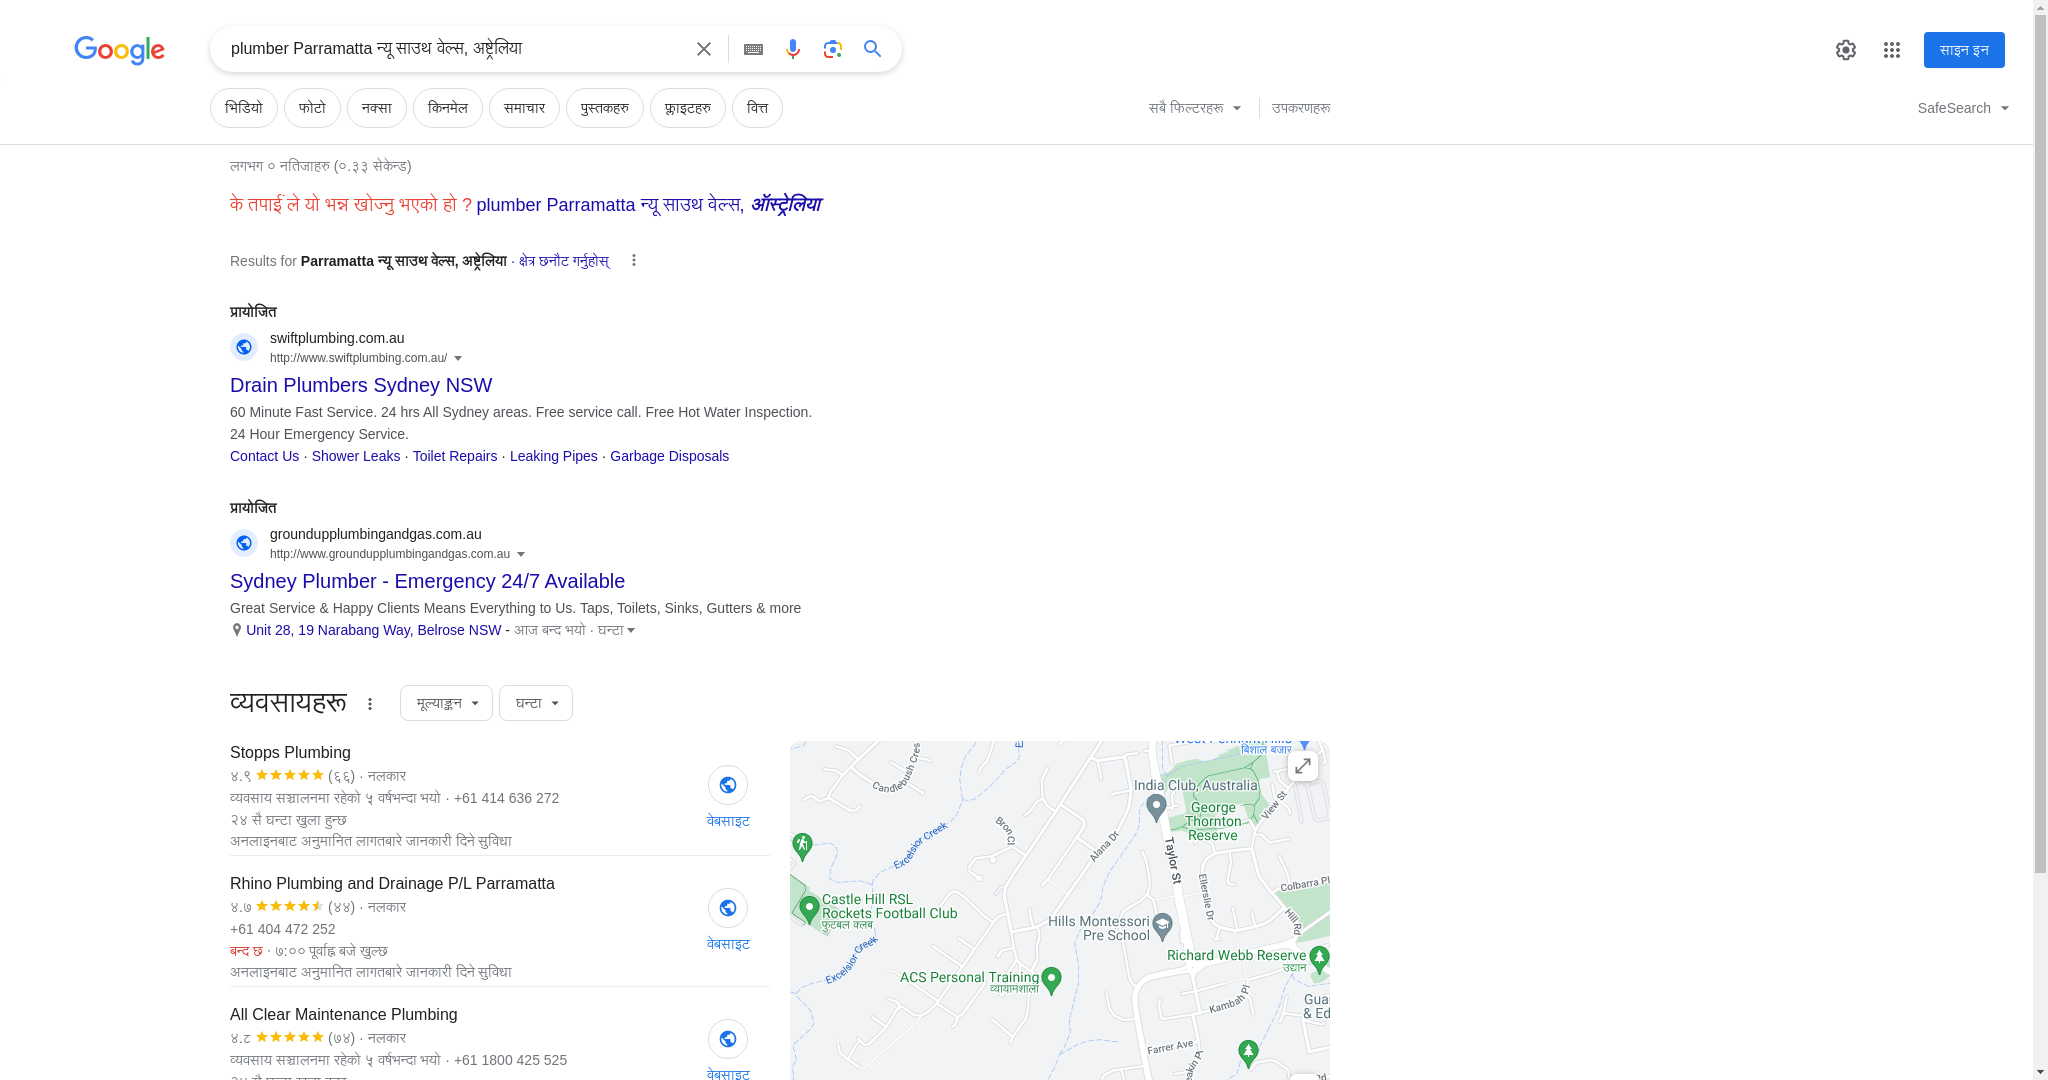 Google
plumber Parramatta न्यू साउथ वेल्स, अष्ट्रेलिया
साइन इन
भिडियो
फोटो
नक्सा
किनमेल
समाचार
पुस्तकहरु
फ्लाइटहरु
वित्त
सबै फिल्टरहरू
उपकरणहरू
SafeSearch
लगभग ० नतिजाहरु (०.३३ सेकेन्ड)
के तपाईंले यो भन्न खोज्नु भएको हो ? plumber Parramatta न्यू साउथ वेल्स, ऑस्ट्रेलिया
Results for Parramatta न्यू साउथ वेल्स, अष्ट्रेलिया · क्षेत्र छनौट गर्नुहोस्
प्रायोजित
swiftplumbing.com.au
http://www.swiftplumbing.com.au/
Drain Plumbers Sydney NSW
60 Minute Fast Service. 24 hrs All Sydney areas. Free service call. Free Hot Water Inspection.
24 Hour Emergency Service.
Contact Us · Shower Leaks · Toilet Repairs · Leaking Pipes · Garbage Disposals
प्रायोजित
groundupplumbingandgas.com.au
http://www.groundupplumbingandgas.com.au
Sydney Plumber - Emergency 24/7 Available
Great Service & Happy Clients Means Everything to Us. Taps, Toilets, Sinks, Gutters & more
Unit 28, 19 Narabang Way, Belrose NSW - आज बन्द भयो · घन्टा
व्यवसायहरू
मूल्याङ्कन
घन्टा
Stopps Plumbing
४.९ (६६) · नलकार
व्यवसाय सञ्चालनमा रहेको ५ वर्षभन्दा भयो · +61 414 636 272
२४ सै घन्टा खुला हुन्छ
अनलाइनबाट अनुमानित लागतबारे जानकारी दिने सुविधा
वेबसाइट
Rhino Plumbing and Drainage P/L Parramatta
४.७ (४४) · नलकार
+61 404 472 252
बन्द छ · ७:०० पूर्वाह्न बजे खुल्छ
अनलाइनबाट अनुमानित लागतबारे जानकारी दिने सुविधा
वेबसाइट
All Clear Maintenance Plumbing
४.८ (७४) · नलकार
व्यवसाय सञ्चालनमा रहेको ५ वर्षभन्दा भयो · +61 1800 425 525
वेबसाइट
बिशाल बजार
Candlebush Cres
India Club, Australia
George
Thornton
Reserve
View St
Bron Cl
Excelsior Creek
Alana Dr
Taylor St
Ellerslie Dr
Colbarra Pl
Hill Rd
Castle Hill RSL
Rockets Football Club
फुटबल क्लब
Hills Montessori
Pre School
Excelsior Creek
Richard Webb Reserve
उद्यान
ACS Personal Training
व्यायामशाला
Kambah Pl
Gua
& Ed
Farrer Ave